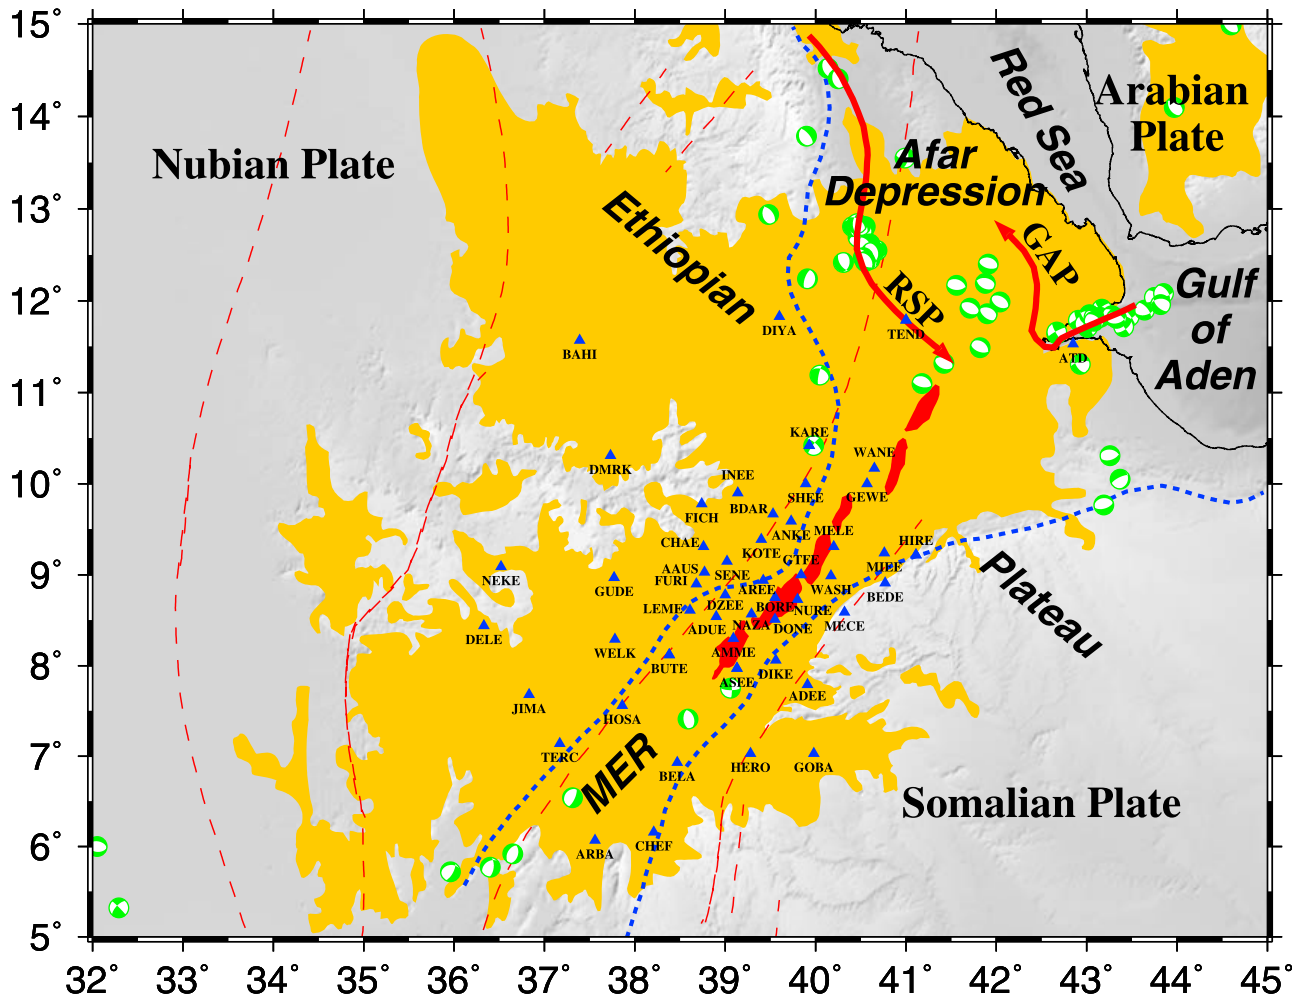 15°
14°
13°
12°
11°
10°
9°
8°
7°
6°
5°
32°
33°
34°
35°
36°
37°
38°
39°
40°
41°
42°
43°
44°
45°
Nubian Plate
Red Sea
Arabian
Plate
Afar
Depression
Ethiopian
GAP
RSP
Gulf
of
Aden
DIYA
TEND
ATD
BAHI
KARE
DMRK
INEE
WANE
SHEE
GEWE
FICH
BDAR
ANKE
MELE
CHAE
KOTE
GTFE
HIRE
AAUS
FURI
SENE
AREE
WASH
MIEE
NEKE
GUDE
BEDE
LEME
DZEE
BORE
NURE
ADUE
NAZA
DONE
MECE
DELE
WELK
BUTE
AMME
ASEE
DIKE
ADEE
Plateau
JIMA
HOSA
TERC
MER
BELA
HERO
GOBA
Somalian Plate
ARBA
CHEF